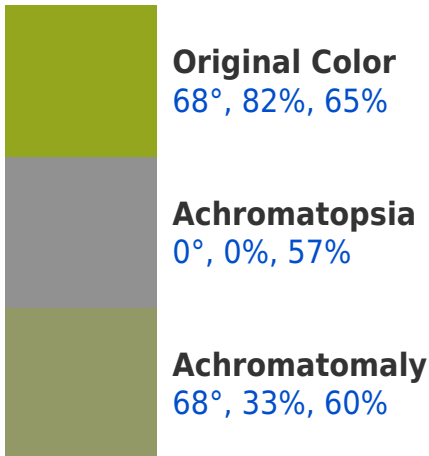 Original Color
68°, 82%, 65%
Achromatopsia
0°, 0%, 57%
Achromatomaly
68°, 33%, 60%